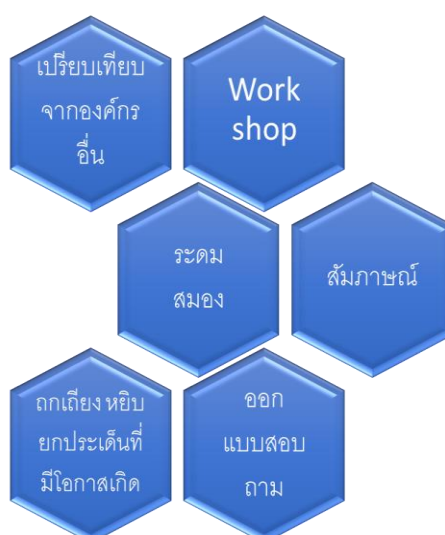 เปรียบเทียบ
จากองค์กร
อื่น
Work
shop
ระดม
สมอง
สัมภาษณ์
ถกเถียง หยิบ
ยกประเด็นที่
มีโอกาสเกิด
ออก
แบบสอบ
ถาม